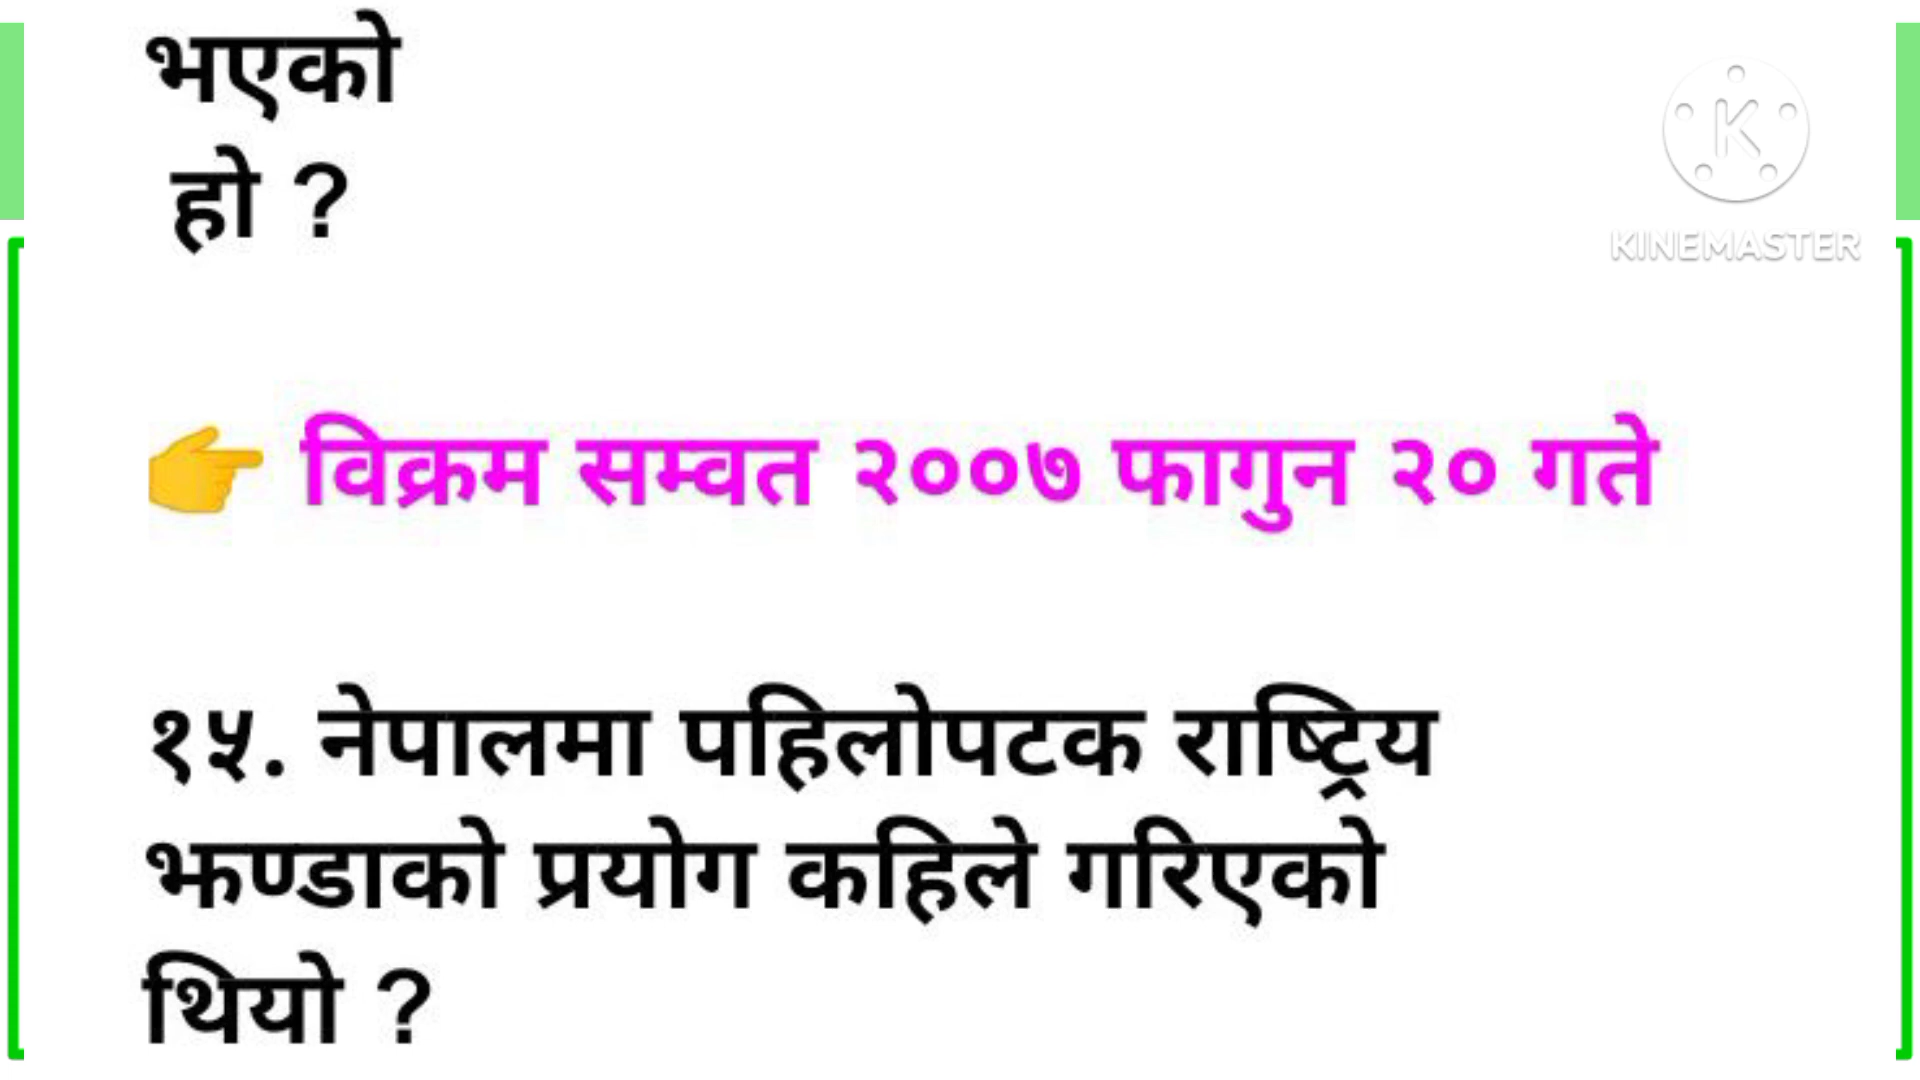 भएको
हो ?
KINEMASTER
👉 विक्रम सम्वत २००७ फागुन २० गते
१५. नेपालमा पहिलोपटक राष्ट्रिय
झण्डाको प्रयोग कहिले गरिएको
थियो ?